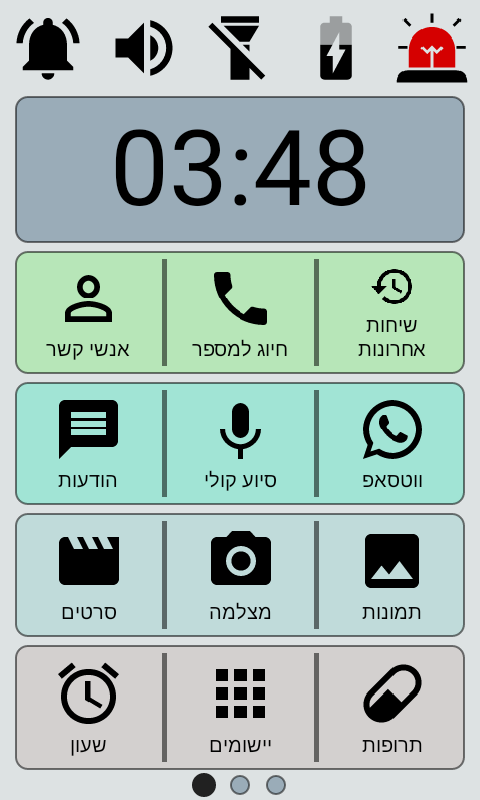 03:48
שיחות
אחרונות
חיוג למספר
אנשי קשר
ווטסאפ
סיוע קולי
הודעות
תמונות
מצלמה
סרטים
תרופות
יישומים
שעון